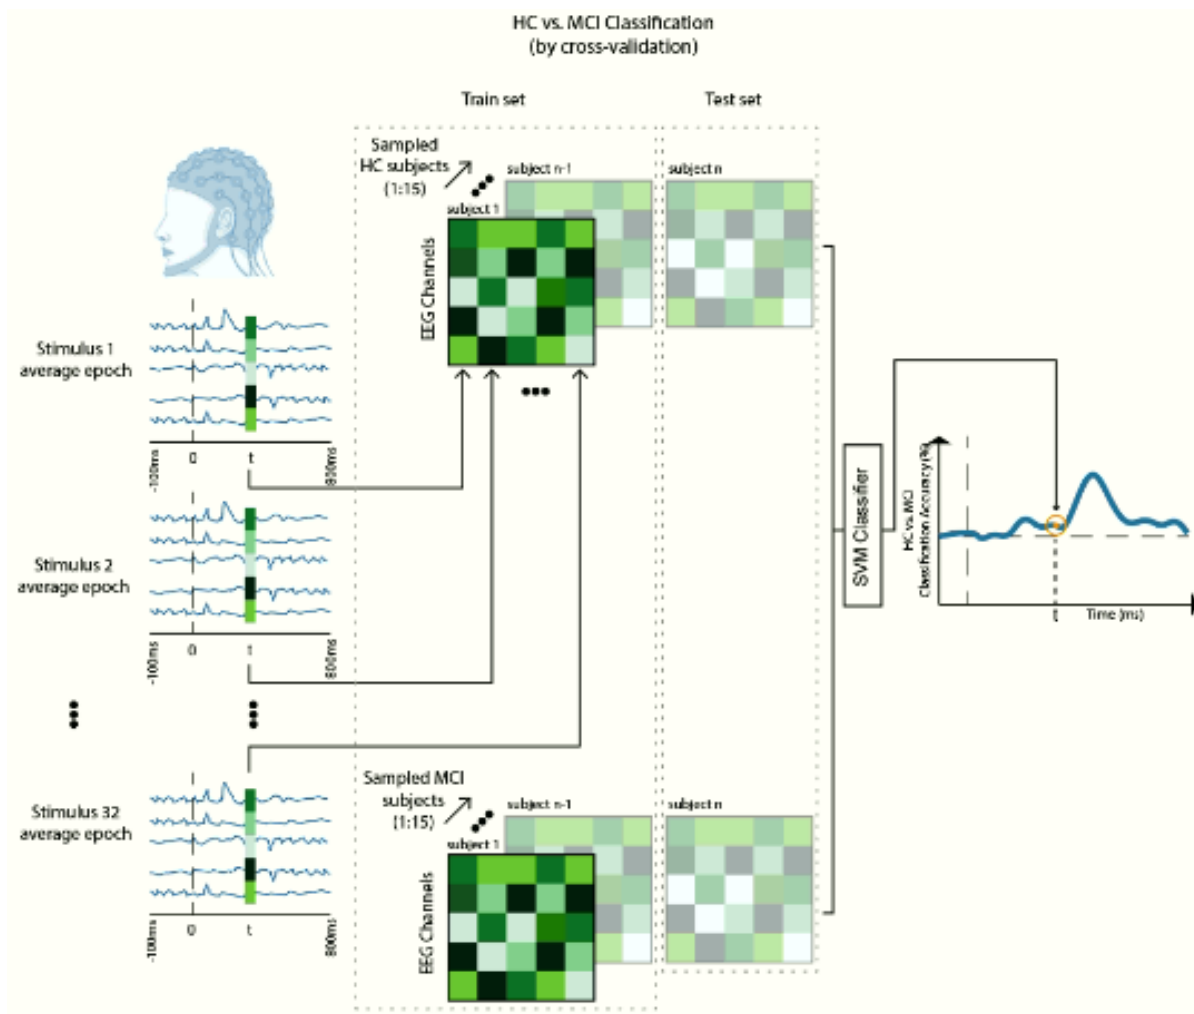 HC vs. MCI Classification
(by cross-validation)
Train set
Test set
Sampled
HC subjects
(1:15)
subject n-1
subject n
subject 1
EEG Channels
Stimulus 1
average epoch
-100ms
0
t
800ms
Stimulus 2
average epoch
-100ms
0
t
800ms
Stimulus 32
average epoch
-100ms
0
t
800ms
Sampled MCI
subjects
(1:15)
subject n-1
subject n
subject 1
EEG Channels
SVM Classifier
HC vs. MCI
Classification Accuracy (%)
t
Time (ms)